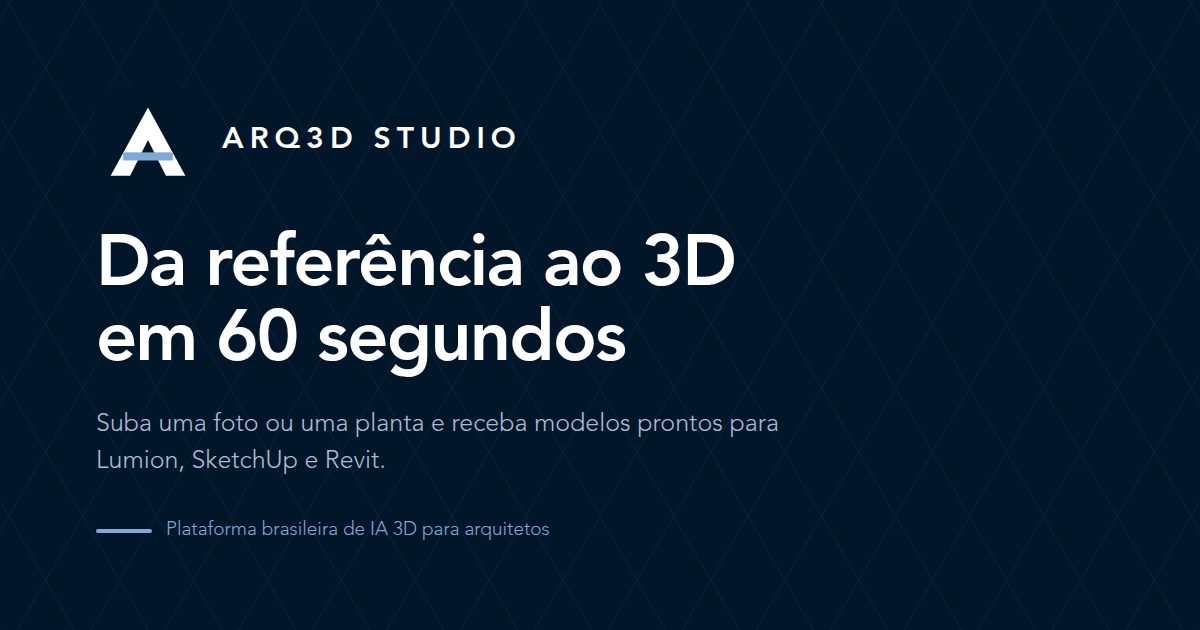 ARQ3D STUDIO
Da referência ao 3D
em 60 segundos
Suba uma foto ou uma planta e receba modelos prontos para
Lumion, SketchUp e Revit.
Plataforma brasileira de IA 3D para arquitetos